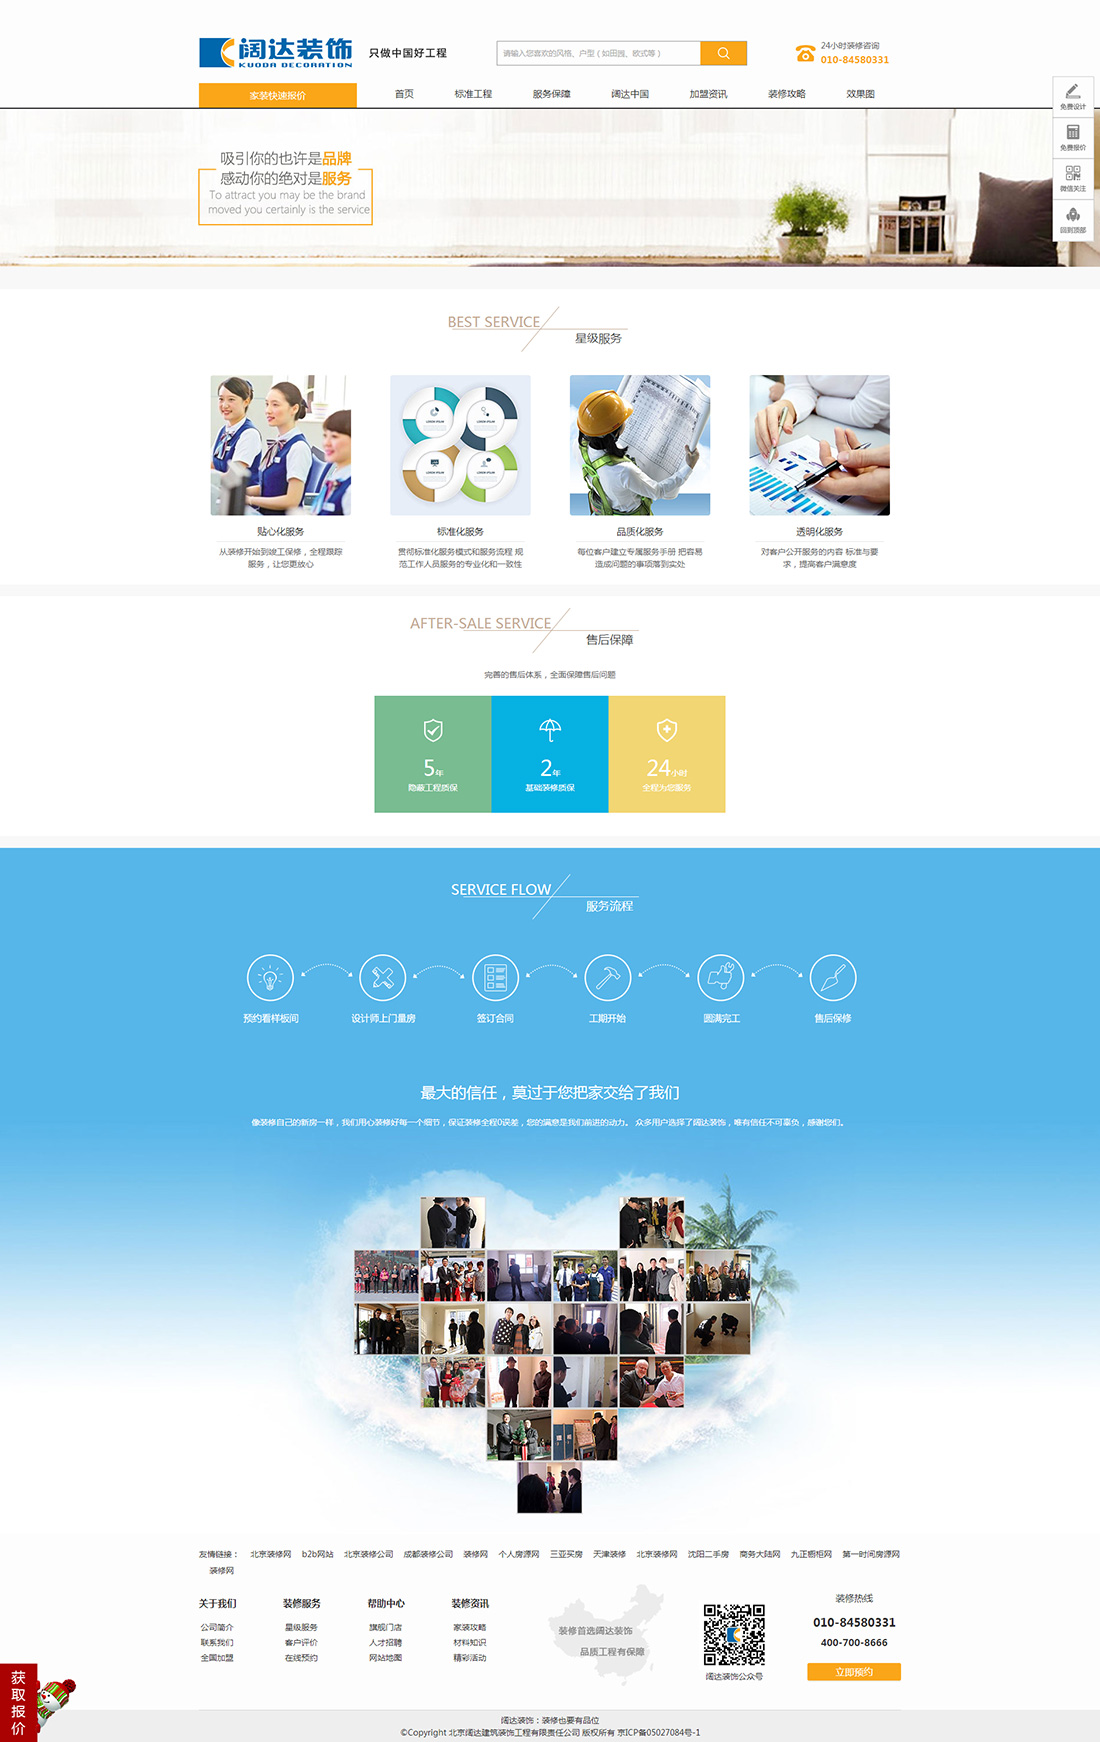 阔达装饰
KUODA DECORATION
只做中国好工程
请输入您喜欢的风格、户型（如田园、欧式等）
24小时装修咨询
010-84580331
家装快速报价
首页 标准工程 服务保障 阔达中国 加盟资讯 装修攻略 效果图
免费设计
免费报价
微信关注
回到顶部
吸引你的也许是品牌
感动你的绝对是服务
To attract you may be the brand
moved you certainly is the service
BEST SERVICE
星级服务
LOREM IPSUM
LOREM IPSUM
LOREM IPSUM
LOREM IPSUM
贴心化服务
从装修开始到竣工保修，全程跟踪
服务，让您更放心
标准化服务
贯彻标准化服务模式和服务流程 规
范工作人员服务的专业化和一致性
品质化服务
每位客户建立专属服务手册 把容易
造成问题的事项落到实处
透明化服务
对客户公开服务的内容 标准与要
求，提高客户满意度
AFTER-SALE SERVICE
售后保障
完善的售后体系，全面保障售后问题
5年
隐蔽工程质保
2年
基础装修质保
24小时
全程为您服务
SERVICE FLOW
服务流程
预约看样板间 设计师上门量房 签订合同 工期开始 圆满完工 售后保修
最大的信任，莫过于您把家交给了我们
像装修自己的新房一样，我们用心装修好每一个细节，保证装修全程0误差，您的满意是我们前进的动力。 众多用户选择了阔达装饰，唯有信任不可辜负，感谢您们。
友情链接： 北京装修网 b2b网站 北京装修公司 成都装修公司 装修网 个人房源网 三亚买房 天津装修 北京装修网 沈阳二手房 商务大陆网 九正橱柜网 第一时间房源网
装修网
关于我们
公司简介
联系我们
全国加盟
装修服务
星级服务
客户评价
在线预约
帮助中心
旗舰门店
人才招聘
网站地图
装修资讯
家装攻略
材料知识
精彩活动
装修首选阔达装饰
品质工程有保障
阔达装饰公众号
装修热线
010-84580331
400-700-8666
立即预约
获取报价
阔达装饰：装修也要有品位
©Copyright 北京阔达建筑装饰工程有限责任公司 版权所有 京ICP备05027084号-1